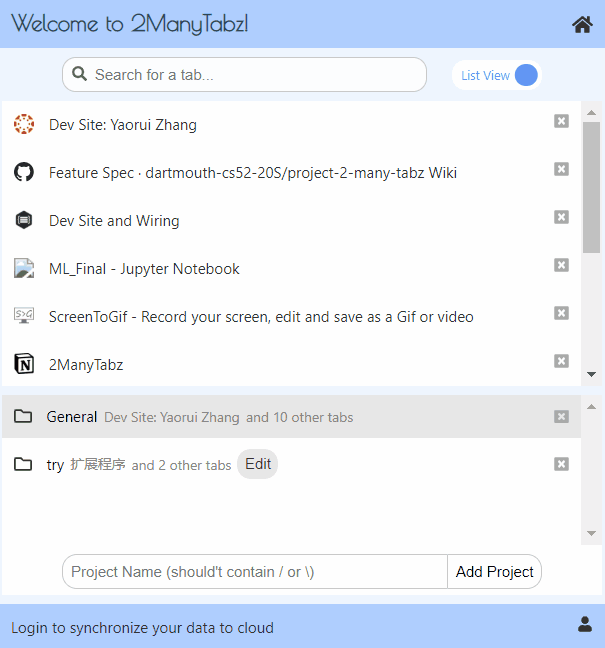 Welcome to 2ManyTabz!
Search for a tab...
List View
Dev Site: Yaorui Zhang
Feature Spec · dartmouth-cs52-20S/project-2-many-tabz Wiki
Dev Site and Wiring
ML_Final - Jupyter Notebook
S>G
ScreenToGif - Record your screen, edit and save as a Gif or video
N
2ManyTabz
General Dev Site: Yaorui Zhang and 10 other tabs
try 扩展程序 and 2 other tabs Edit
Project Name (should't contain / or \)
Add Project
Login to synchronize your data to cloud